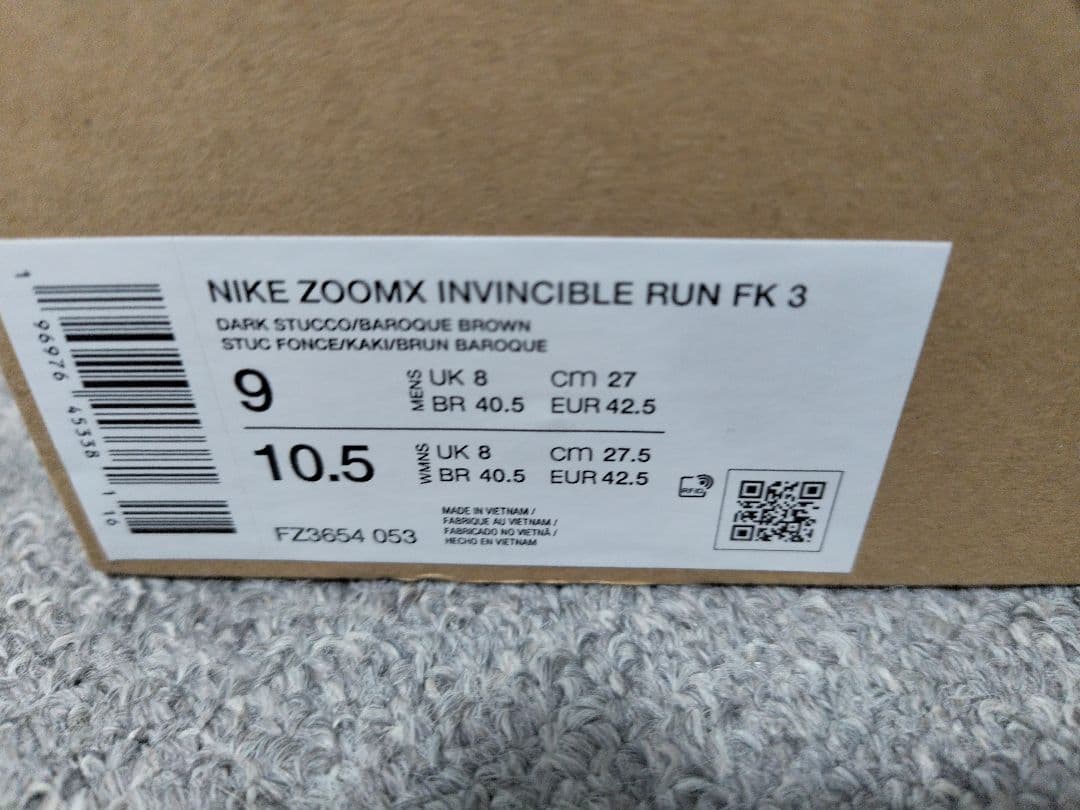 NIKE ZOOMX INVINCIBLE RUN FK 3
DARK STUCCO/BAROQUE BROWN
STUC FONCE/KAKI/BRUN BAROQUE
9
MENS
UK 8 cm 27
BR 40.5 EUR 42.5
10.5
WMNS
UK 8 cm 27.5
BR 40.5 EUR 42.5
RFID
FZ3654 053
MADE IN VIETNAM /
FABRIQUE AU VIETNAM /
FABRICADO NO VIETNÃ /
HECHO EN VIETNAM
1 96976 45338 1 16